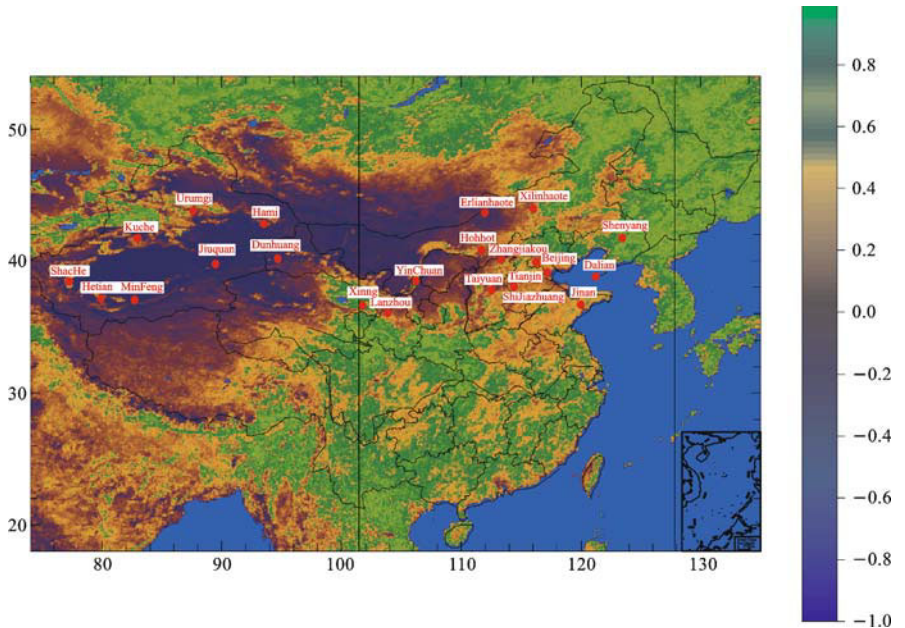 0.8
50
0.6
Urumgi
Hami
Erlianhaote
Xilinhaote
0.4
Kuche
Jiuquan
Dunhuang
Hohhot
Zhangjiakou
Shenyang
40
ShacHe
Hetian
MinFeng
Xinng
Lanzhou
YinChuan
Taiyuan
Tianjin
Beijing
ShiJiazhuang
Dalian
Jinan
0.2
0.0
30
−0.2
−0.4
−0.6
20
80
90
100
110
120
130
−0.8
−1.0